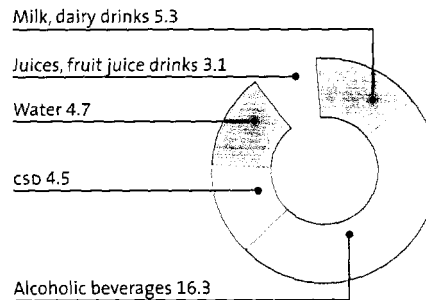 Milk, dairy drinks 5.3
Juices, fruit juice drinks 3.1
Water 4.7
CSD 4.5
Alcoholic beverages 16.3